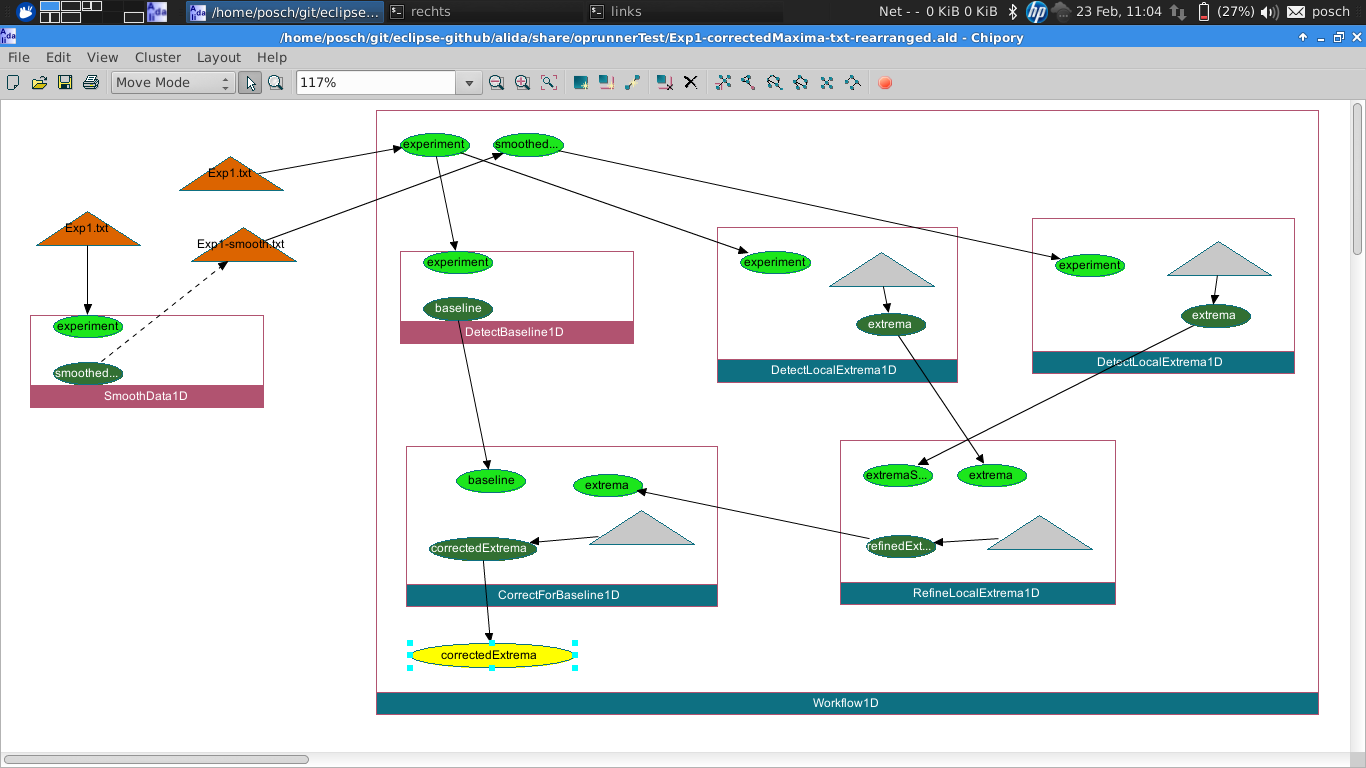 /home/posch/git/eclipse...
rechts
links
Net -- 0 KiB 0 KiB
hp
23 Feb, 11:04
(27%)
posch
/home/posch/git/eclipse-github/alida/share/oprunnerTest/Exp1-correctedMaxima-txt-rearranged.ald - Chipory
File Edit View Cluster Layout Help
Move Mode
117%
experiment
smoothed...
Exp1.txt
Exp1.txt
Exp1-smooth.txt
experiment
smoothed...
SmoothData1D
experiment
baseline
DetectBaseline1D
experiment
extrema
DetectLocalExtrema1D
experiment
extrema
DetectLocalExtrema1D
baseline
extrema
correctedExtrema
CorrectForBaseline1D
extremaS...
extrema
refinedExt...
RefineLocalExtrema1D
correctedExtrema
Workflow1D